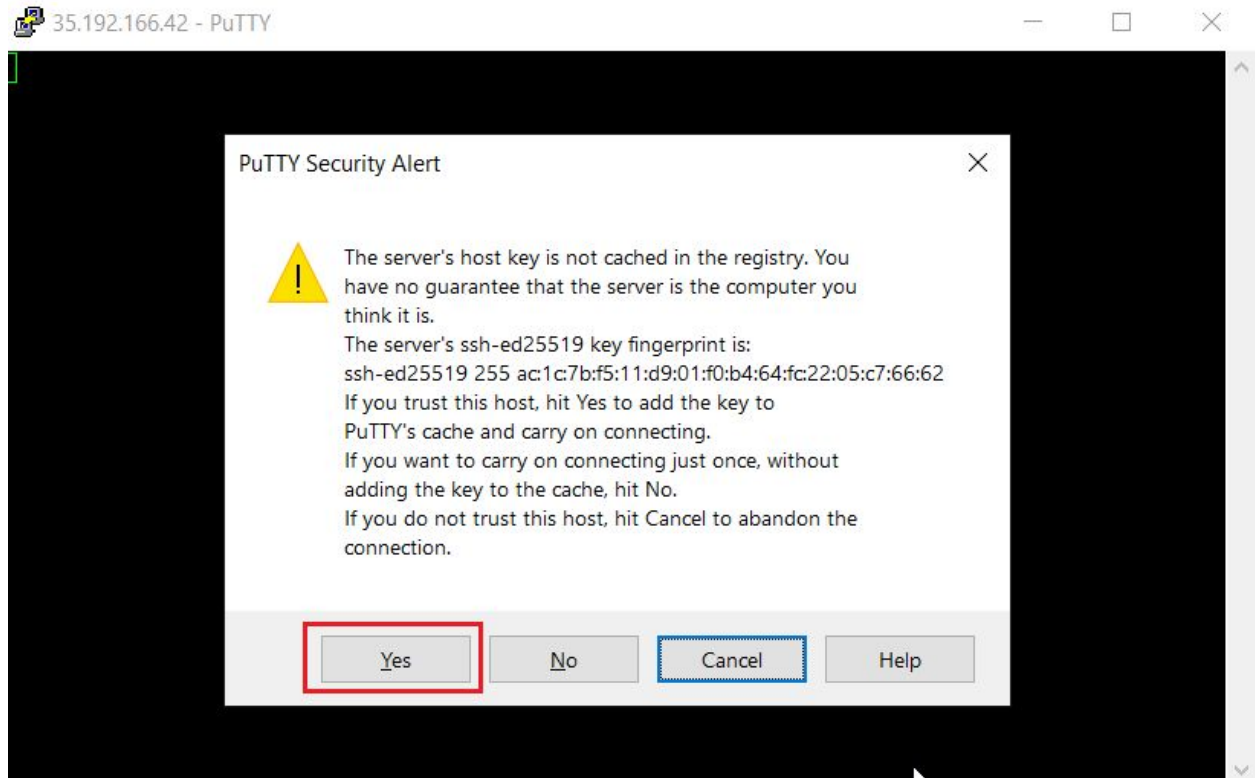 35.192.166.42 - PuTTY
PuTTY Security Alert
The server's host key is not cached in the registry. You
have no guarantee that the server is the computer you
think it is.
The server's ssh-ed25519 key fingerprint is:
ssh-ed25519 255 ac:1c:7b:f5:11:d9:01:f0:b4:64:fc:22:05:c7:66:62
If you trust this host, hit Yes to add the key to
PuTTY's cache and carry on connecting.
If you want to carry on connecting just once, without
adding the key to the cache, hit No.
If you do not trust this host, hit Cancel to abandon the
connection.
Yes No Cancel Help